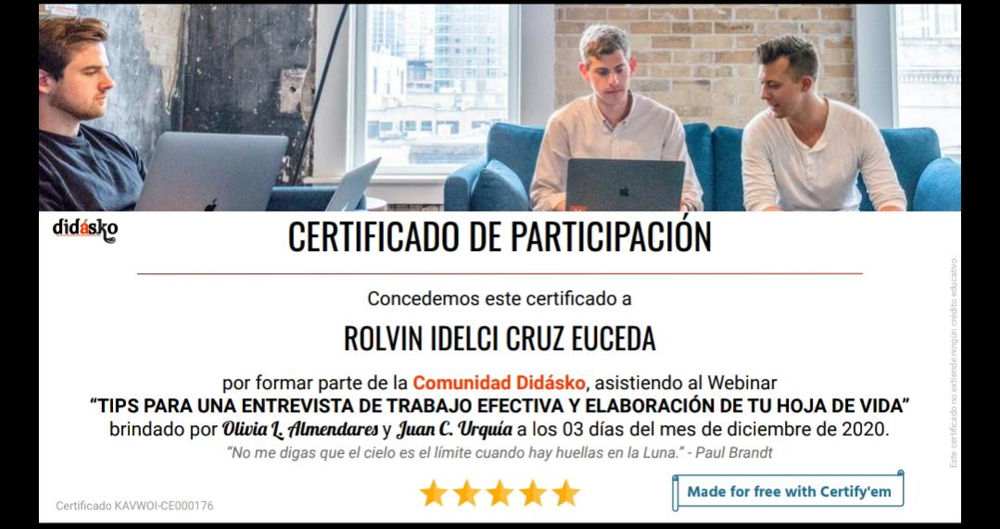 didásko
CERTIFICADO DE PARTICIPACIÓN
Concedemos este certificado a
ROLVIN IDELCI CRUZ EUCEDA
por formar parte de la Comunidad Didásko, asistiendo al Webinar
“TIPS PARA UNA ENTREVISTA DE TRABAJO EFECTIVA Y ELABORACIÓN DE TU HOJA DE VIDA”
brindado por Olivia L. Almendares y Juan C. Urquía a los 03 días del mes de diciembre de 2020.
“No me digas que el cielo es el límite cuando hay huellas en la Luna.” - Paul Brandt
Certificado KAVWOI-CE000176
Made for free with Certify'em
Este certificado no extiende ningún crédito educativo.